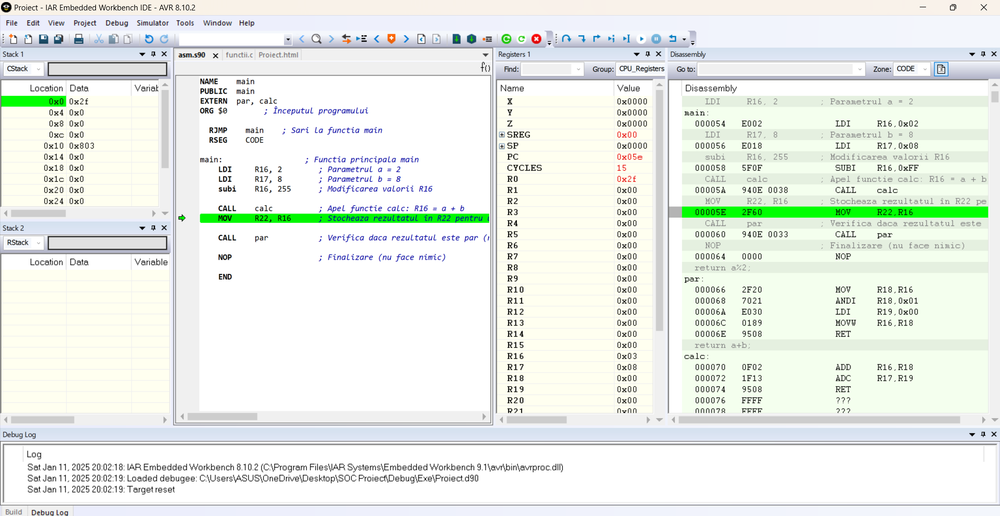 Proiect - IAR Embedded Workbench IDE - AVR 8.10.2
File Edit View Project Debug Simulator Tools Window Help
Stack 1
CStack
Location Data Variab
0x0 0x2f
0x4 0x0
0x8 0x0
0xc 0x0
0x10 0x803
0x14 0x0
0x18 0x0
0x1c 0x0
0x20 0x0
0x24 0x0
Stack 2
RStack
Location Data Variable
asm.s90 functii.c Proiect.html
f()
NAME main
PUBLIC main
EXTERN par, calc
ORG $0 ; Începutul programului
RJMP main ; Sari la functia main
RSEG CODE
main: ; Functia principala main
LDI R16, 2 ; Parametrul a = 2
LDI R17, 8 ; Parametrul b = 8
subi R16, 255 ; Modificarea valorii R16
CALL calc ; Apel functie calc: R16 = a + b
MOV R22, R16 ; Stocheaza rezultatul în R22 pentru
CALL par ; Verifica daca rezultatul este par (
NOP ; Finalizare (nu face nimic)
END
Registers 1
Find: Group: CPU_Registers
Name Value
X 0x0000
Y 0x0000
Z 0x0000
SREG 0x00
SP 0x0000
PC 0x05e
CYCLES 15
R0 0x2f
R1 0x00
R2 0x00
R3 0x00
R4 0x00
R5 0x00
R6 0x00
R7 0x00
R8 0x00
R9 0x00
R10 0x00
R11 0x00
R12 0x00
R13 0x00
R14 0x00
R15 0x00
R16 0x03
R17 0x08
R18 0x00
R19 0x00
R20 0x00
R21 0x00
Disassembly
Go to: Zone: CODE
Disassembly
LDI R16, 2 ; Parametrul a = 2
main:
000054 E002 LDI R16,0x02
LDI R17, 8 ; Parametrul b = 8
000056 E018 LDI R17,0x08
subi R16, 255 ; Modificarea valorii R16
000058 5F0F SUBI R16,0xFF
CALL calc ; Apel functie calc: R16 = a + b
00005A 940E 0038 CALL calc
MOV R22, R16 ; Stocheaza rezultatul în R22 pe
00005E 2F60 MOV R22,R16
CALL par ; Verifica daca rezultatul este
000060 940E 0033 CALL par
NOP ; Finalizare (nu face nimic)
000064 0000 NOP
return a%2;
par:
000066 2F20 MOV R18,R16
000068 7021 ANDI R18,0x01
00006A E030 LDI R19,0x00
00006C 0189 MOVW R16,R18
00006E 9508 RET
return a+b;
calc:
000070 0F02 ADD R16,R18
000072 1F13 ADC R17,R19
000074 9508 RET
000076 FFFF ???
000078 FFFF ???
Debug Log
Log
Sat Jan 11, 2025 20:02:18: IAR Embedded Workbench 8.10.2 (C:\Program Files\IAR Systems\Embedded Workbench 9.1\avr\bin\avrproc.dll)
Sat Jan 11, 2025 20:02:19: Loaded debugee: C:\Users\ASUS\OneDrive\Desktop\SOC Proiect\Debug\Exe\Proiect.d90
Sat Jan 11, 2025 20:02:19: Target reset
Build Debug Log